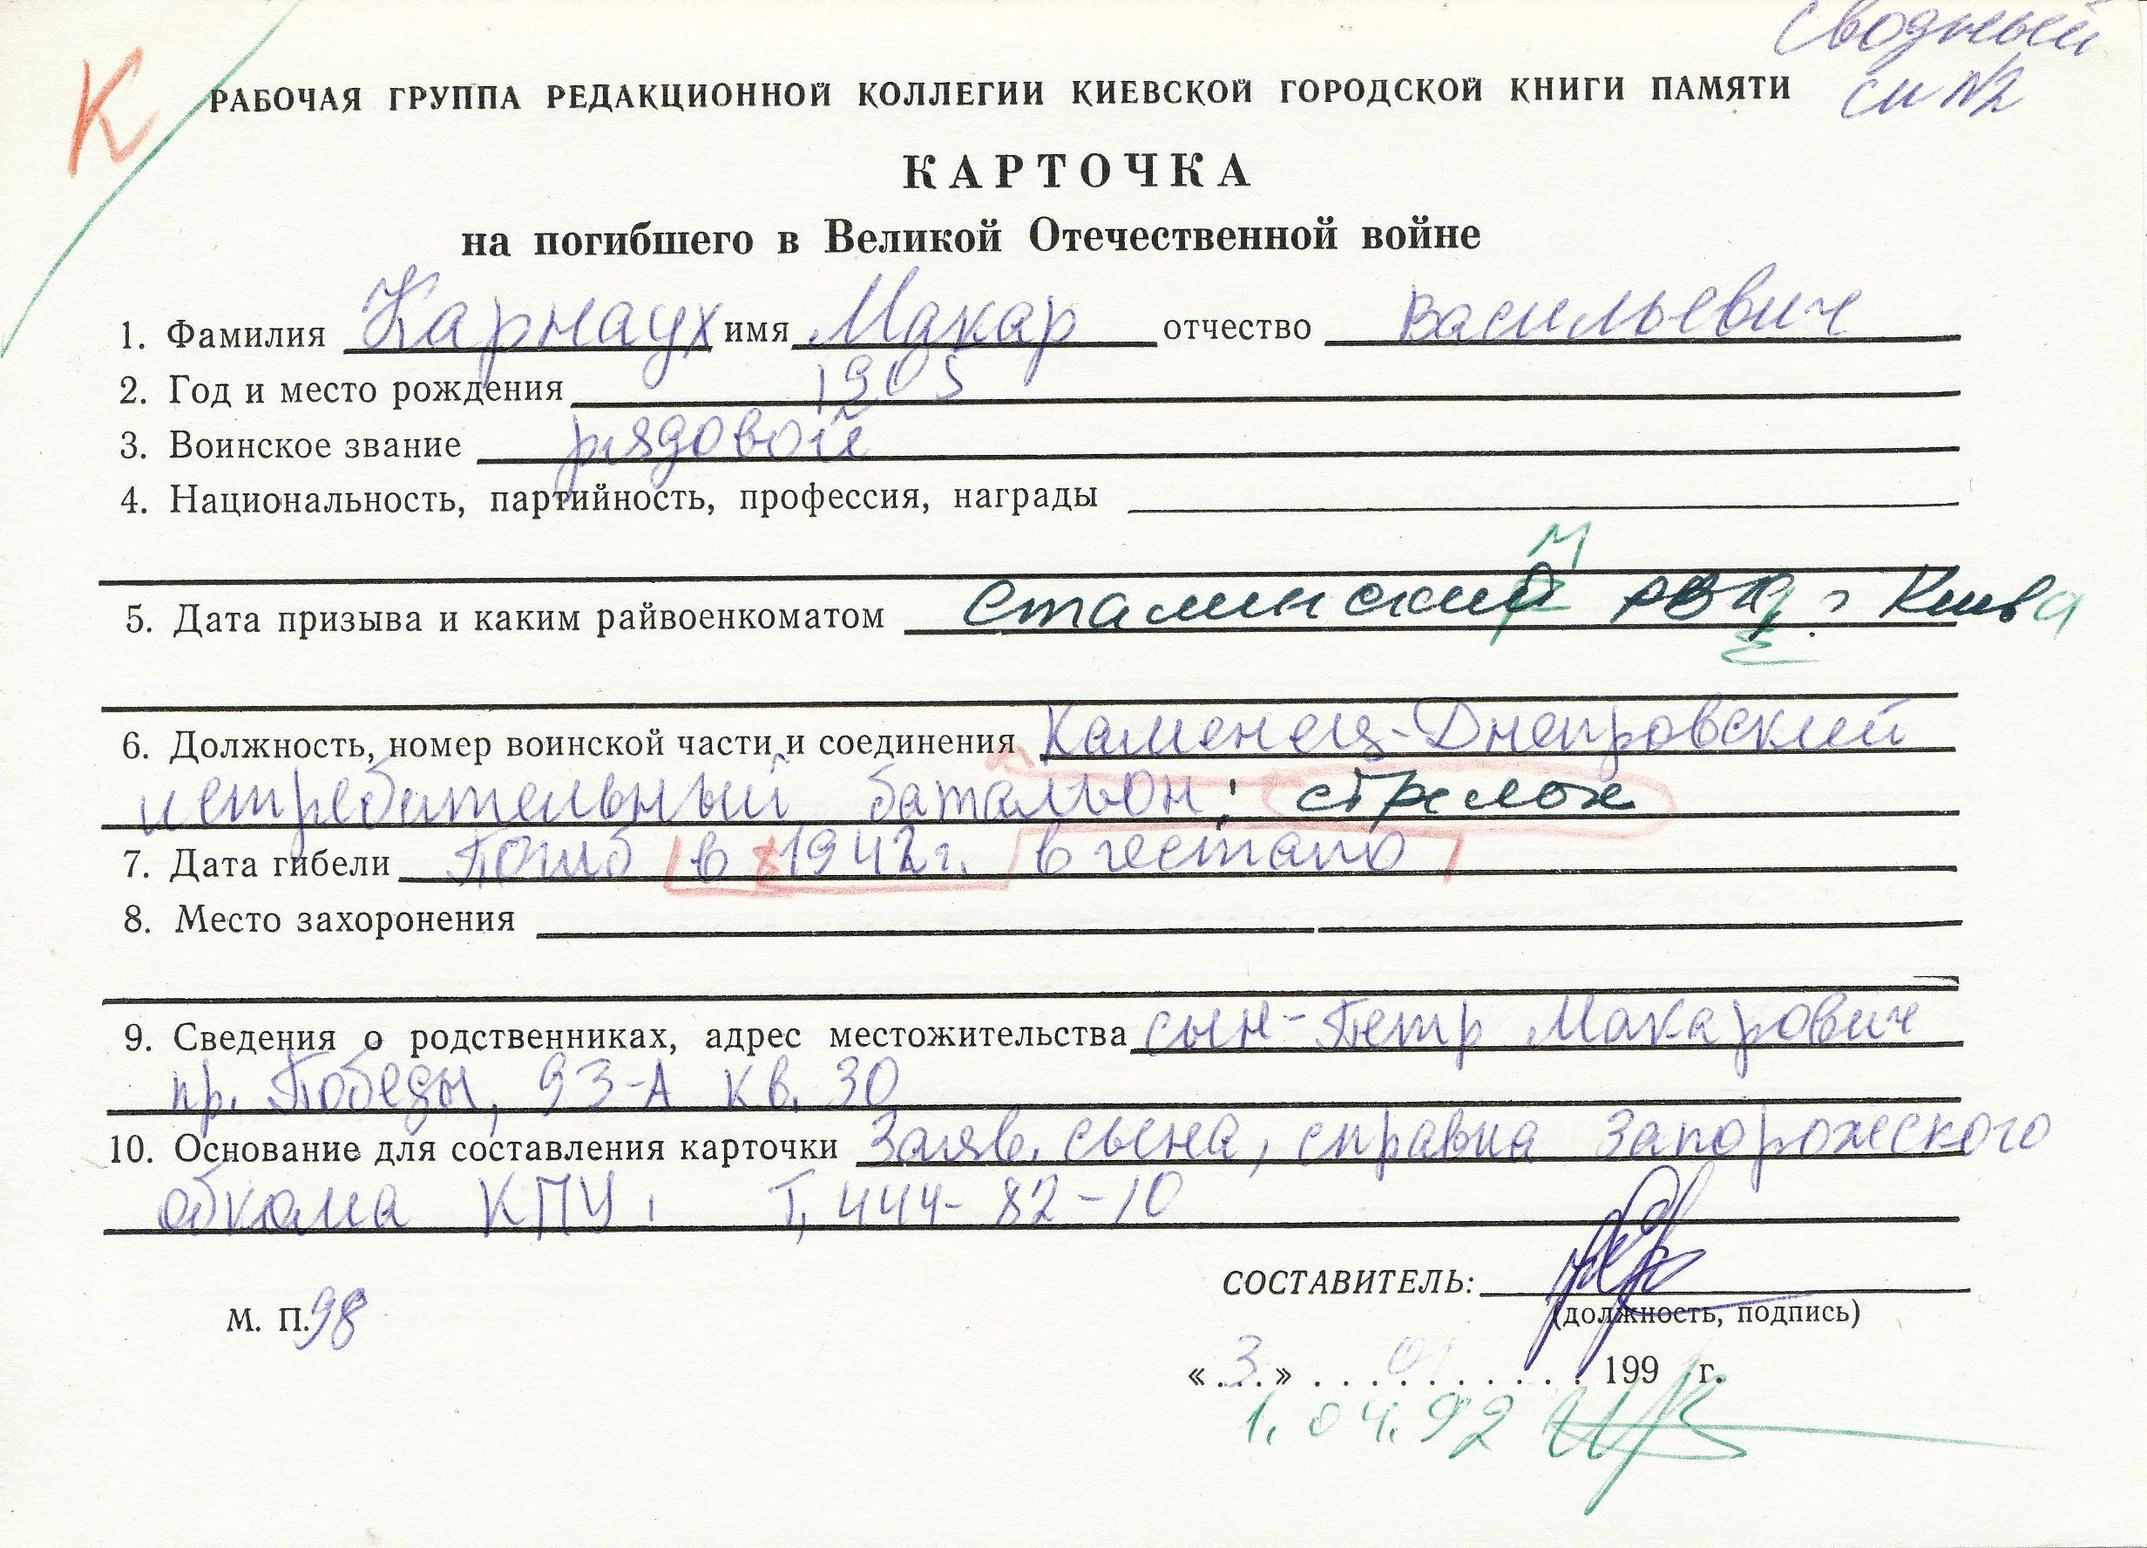 Сводный
сп №2
К
РАБОЧАЯ ГРУППА РЕДАКЦИОННОЙ КОЛЛЕГИИ КИЕВСКОЙ ГОРОДСКОЙ КНИГИ ПАМЯТИ
КАРТОЧКА
на погибшего в Великой Отечественной войне
1. Фамилия Карнаух имя Макар отчество Васильевич
2. Год и место рождения 1905
3. Воинское звание рядовой
4. Национальность, партийность, профессия, награды
5. Дата призыва и каким райвоенкоматом Сталинским РВК г Киева
6. Должность, номер воинской части и соединения Каменец-Днепровский
истребительный батальон; стрелок
7. Дата гибели Погиб в 1942г. в гестапо
8. Место захоронения
9. Сведения о родственниках, адрес местожительства сын - Петр Макарович
пр. Победы, 93-А кв. 30
10. Основание для составления карточки Заяв. сына, справка Запорожского
обкома КПУ. Т. 444-82-10
СОСТАВИТЕЛЬ:
(должность, подпись)
М. П. 98
«3» 01 199 г.
1.04.92